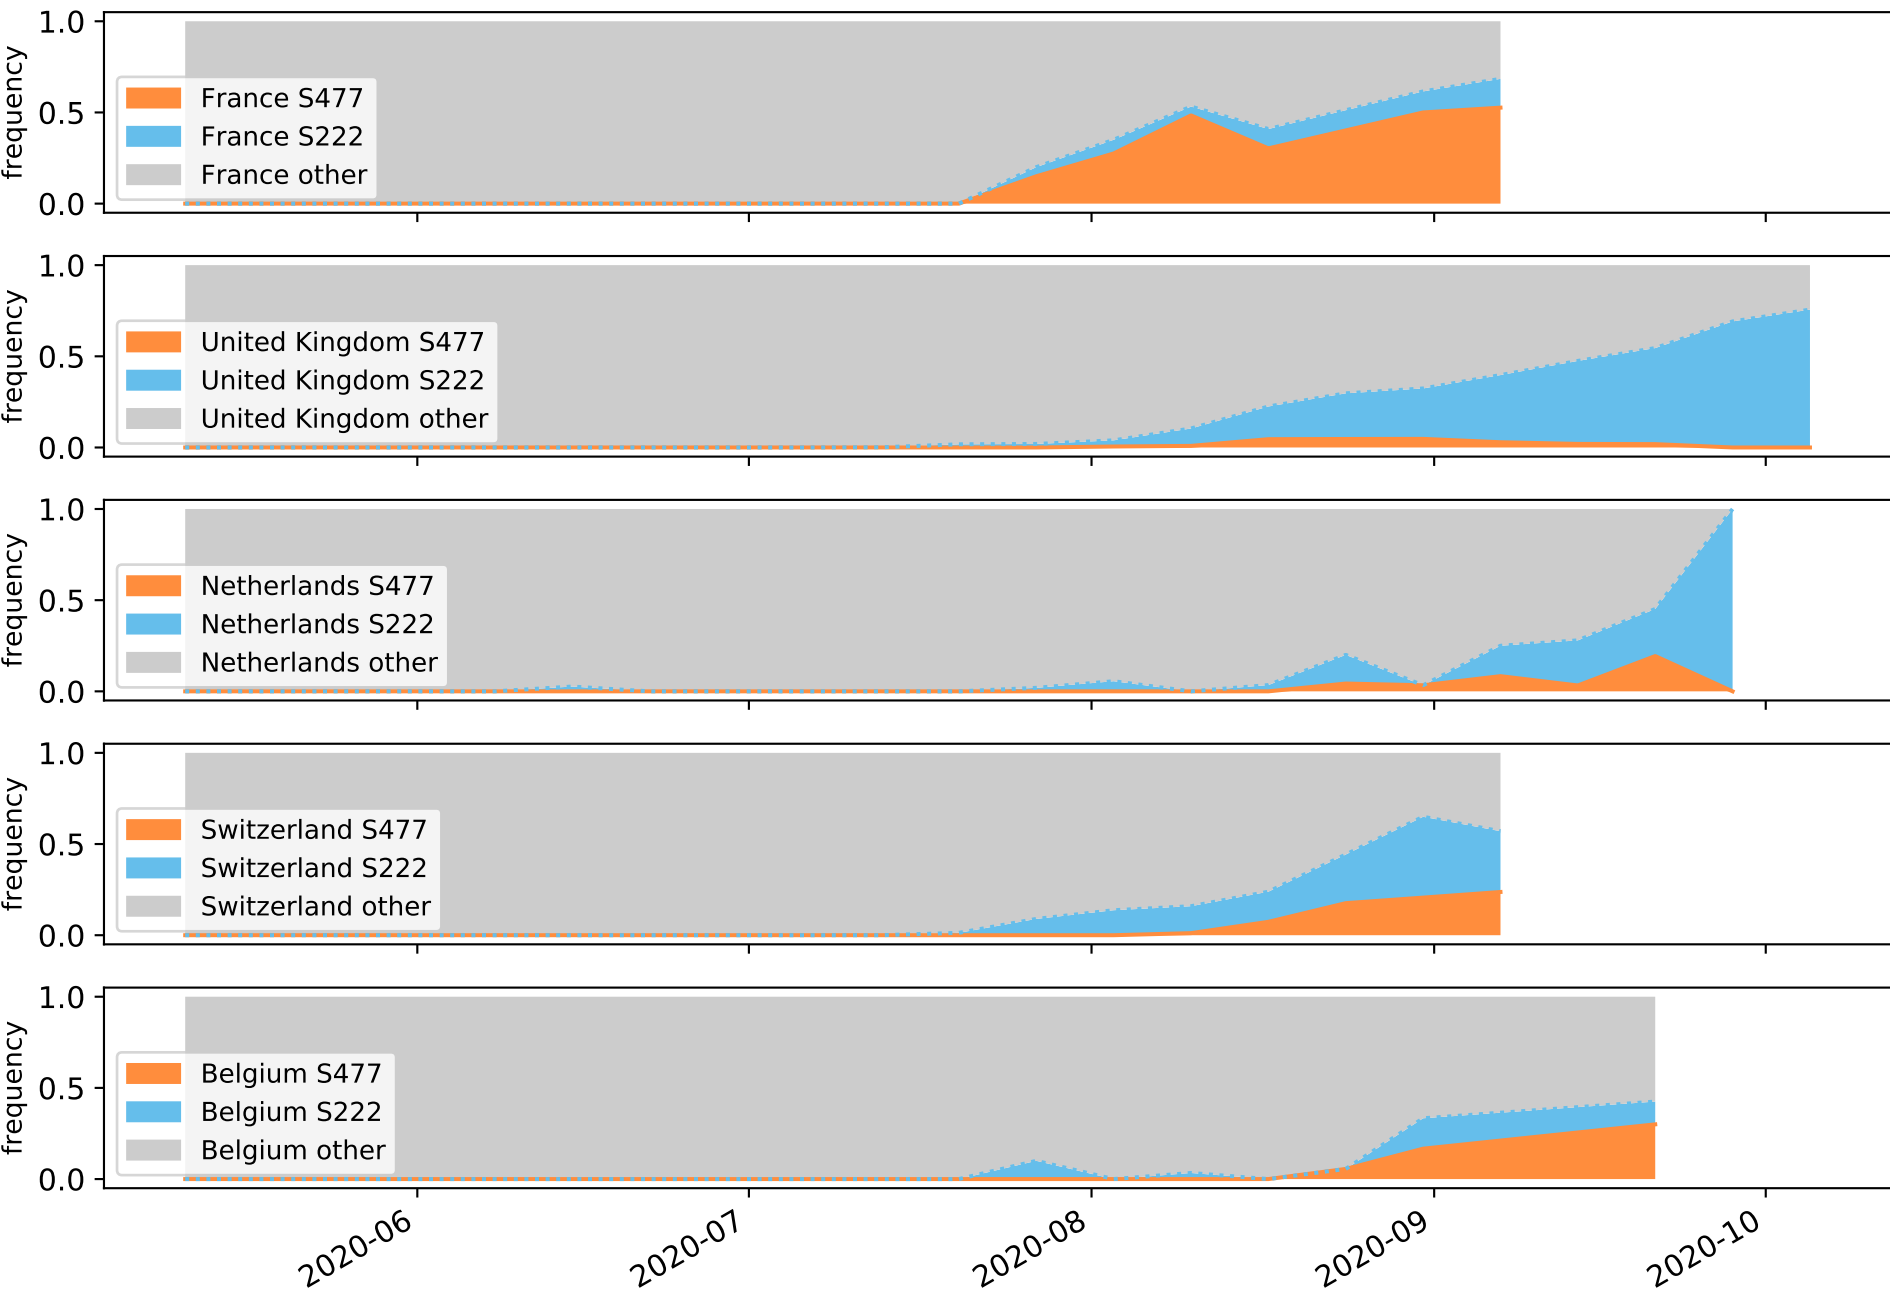 frequency
1.0
0.5
0.0
France S477
France S222
France other
frequency
1.0
0.5
0.0
United Kingdom S477
United Kingdom S222
United Kingdom other
frequency
1.0
0.5
0.0
Netherlands S477
Netherlands S222
Netherlands other
frequency
1.0
0.5
0.0
Switzerland S477
Switzerland S222
Switzerland other
frequency
1.0
0.5
0.0
Belgium S477
Belgium S222
Belgium other
2020-06
2020-07
2020-08
2020-09
2020-10